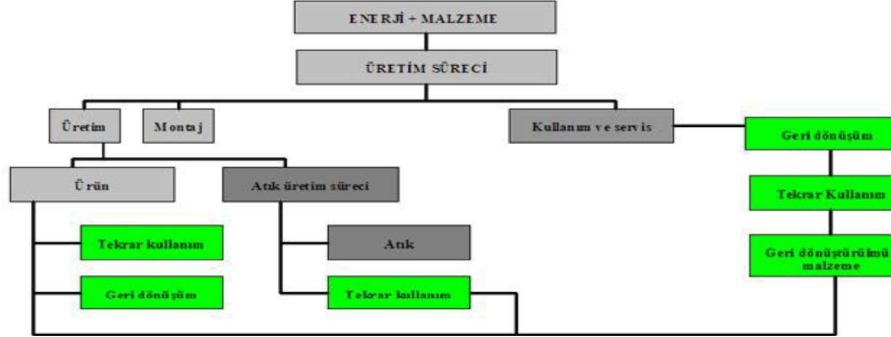 ENERJİ + MALZEME
ÜRETİM SÜRECİ
Üretim
Montaj
Kullanım ve servis
Geri dönüşüm
Ürün
Atık üretim süreci
Tekrar Kullanım
Tekrar kullanım
Atık
Geri dönüştürülmü
malzeme
Geri dönüşüm
Tekrar kullanım